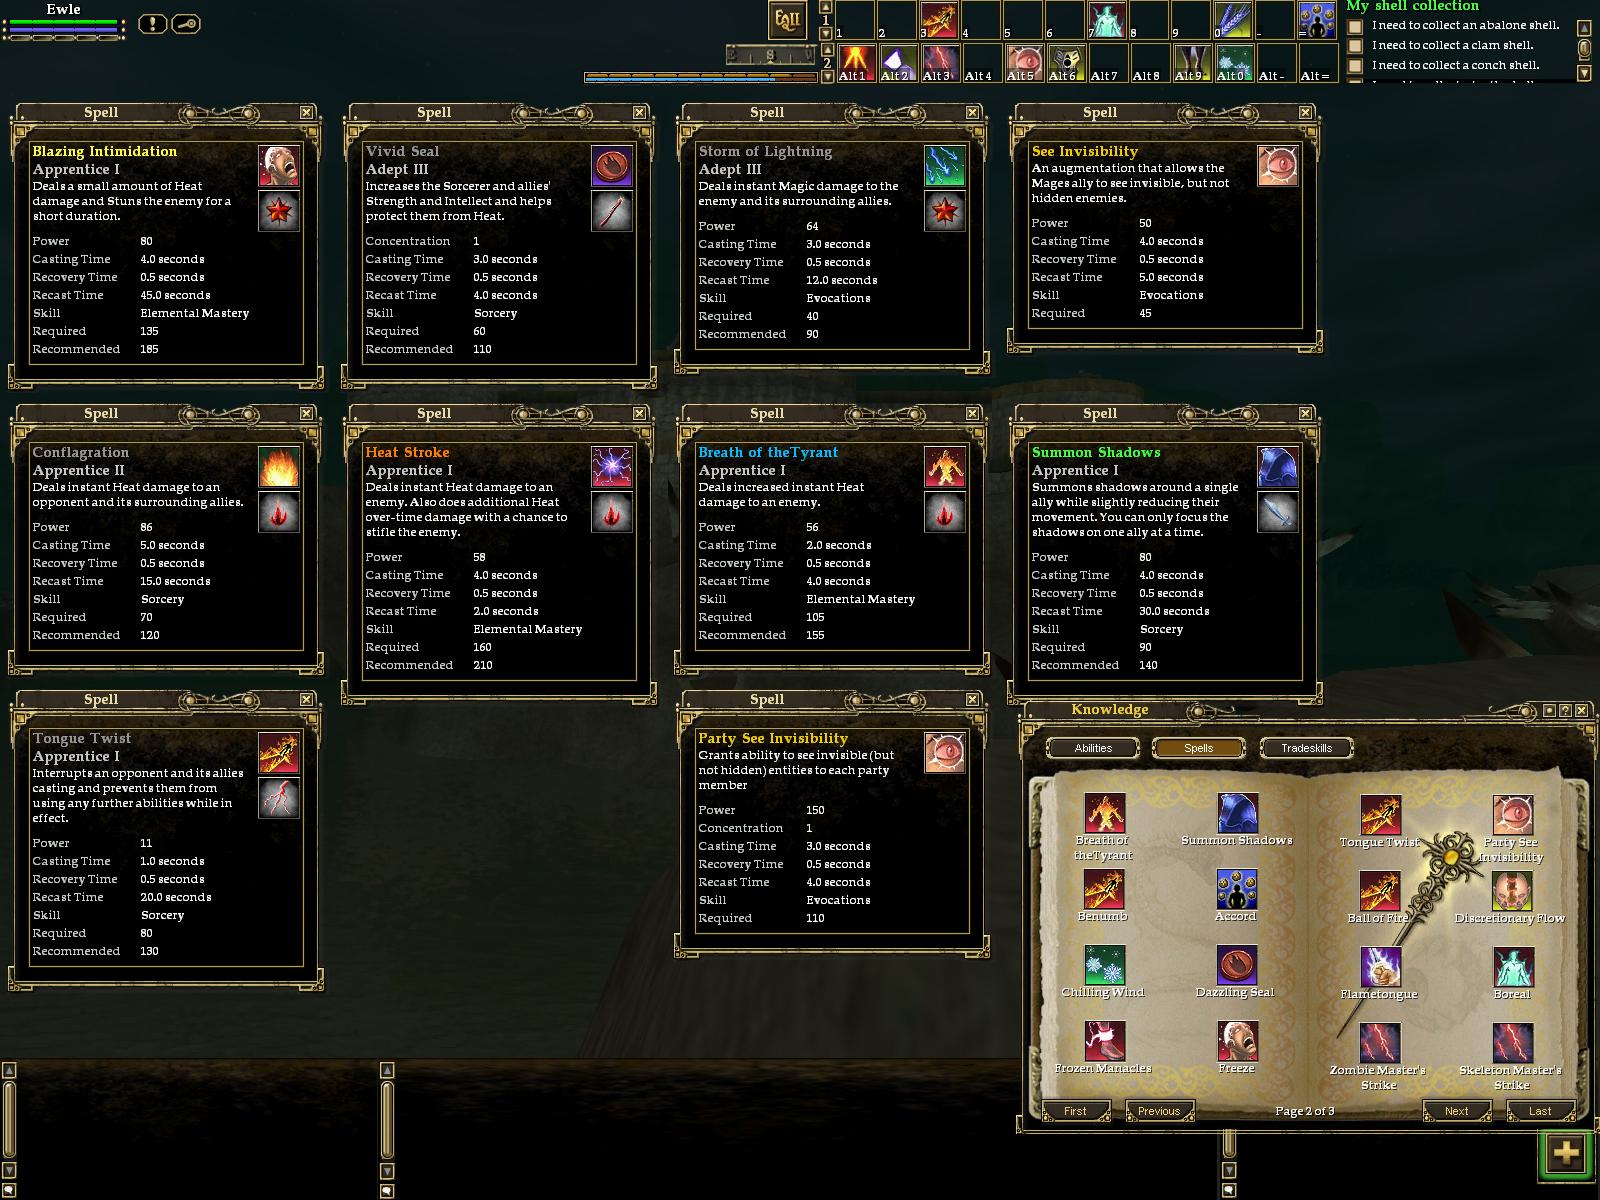 Ewle
EQII
1
2
3
4
5
6
7
8
9
0
-
=
1
E S W
2
Alt 1
Alt 2
Alt 3
Alt 4
Alt 5
Alt 6
Alt 7
Alt 8
Alt 9
Alt 0
Alt -
Alt =
My shell collection
I need to collect an abalone shell.
I need to collect a clam shell.
I need to collect a conch shell.
Spell
Blazing Intimidation
Apprentice I
Deals a small amount of Heat
damage and Stuns the enemy for a
short duration.
Power 80
Casting Time 4.0 seconds
Recovery Time 0.5 seconds
Recast Time 45.0 seconds
Skill Elemental Mastery
Required 135
Recommended 185
Spell
Vivid Seal
Adept III
Increases the Sorcerer and allies'
Strength and Intellect and helps
protect them from Heat.
Concentration 1
Casting Time 3.0 seconds
Recovery Time 0.5 seconds
Recast Time 4.0 seconds
Skill Sorcery
Required 60
Recommended 110
Spell
Storm of Lightning
Adept III
Deals instant Magic damage to the
enemy and its surrounding allies.
Power 64
Casting Time 3.0 seconds
Recovery Time 0.5 seconds
Recast Time 12.0 seconds
Skill Evocations
Required 40
Recommended 90
Spell
See Invisibility
An augmentation that allows the
Mages ally to see invisible, but not
hidden enemies.
Power 50
Casting Time 4.0 seconds
Recovery Time 0.5 seconds
Recast Time 5.0 seconds
Skill Evocations
Required 45
Spell
Conflagration
Apprentice II
Deals instant Heat damage to an
opponent and its surrounding allies.
Power 86
Casting Time 5.0 seconds
Recovery Time 0.5 seconds
Recast Time 15.0 seconds
Skill Sorcery
Required 70
Recommended 120
Spell
Heat Stroke
Apprentice I
Deals instant Heat damage to an
enemy. Also does additional Heat
over-time damage with a chance to
stifle the enemy.
Power 58
Casting Time 4.0 seconds
Recovery Time 0.5 seconds
Recast Time 2.0 seconds
Skill Elemental Mastery
Required 160
Recommended 210
Spell
Breath of theTyrant
Apprentice I
Deals increased instant Heat
damage to an enemy.
Power 56
Casting Time 2.0 seconds
Recovery Time 0.5 seconds
Recast Time 4.0 seconds
Skill Elemental Mastery
Required 105
Recommended 155
Spell
Summon Shadows
Apprentice I
Summons shadows around a single
ally while slightly reducing their
movement. You can only focus the
shadows on one ally at a time.
Power 80
Casting Time 4.0 seconds
Recovery Time 0.5 seconds
Recast Time 30.0 seconds
Skill Sorcery
Required 90
Recommended 140
Spell
Tongue Twist
Apprentice I
Interrupts an opponent and its allies
casting and prevents them from
using any further abilities while in
effect.
Power 11
Casting Time 1.0 seconds
Recovery Time 0.5 seconds
Recast Time 20.0 seconds
Skill Sorcery
Required 80
Recommended 130
Spell
Party See Invisibility
Grants ability to see invisible (but
not hidden) entities to each party
member
Power 150
Concentration 1
Casting Time 3.0 seconds
Recovery Time 0.5 seconds
Recast Time 4.0 seconds
Skill Evocations
Required 110
Knowledge
?
Abilities
Spells
Tradeskills
Breath of
theTyrant
Summon Shadows
Tongue Twist
Party See
Invisibility
Benumb
Accord
Ball of Fire
Discretionary Flow
Chilling Wind
Dazzling Seal
Flametongue
Boreal
Frozen Manacles
Freeze
Zombie Master's
Strike
Skeleton Master's
Strike
First
Previous
Page 2 of 3
Next
Last